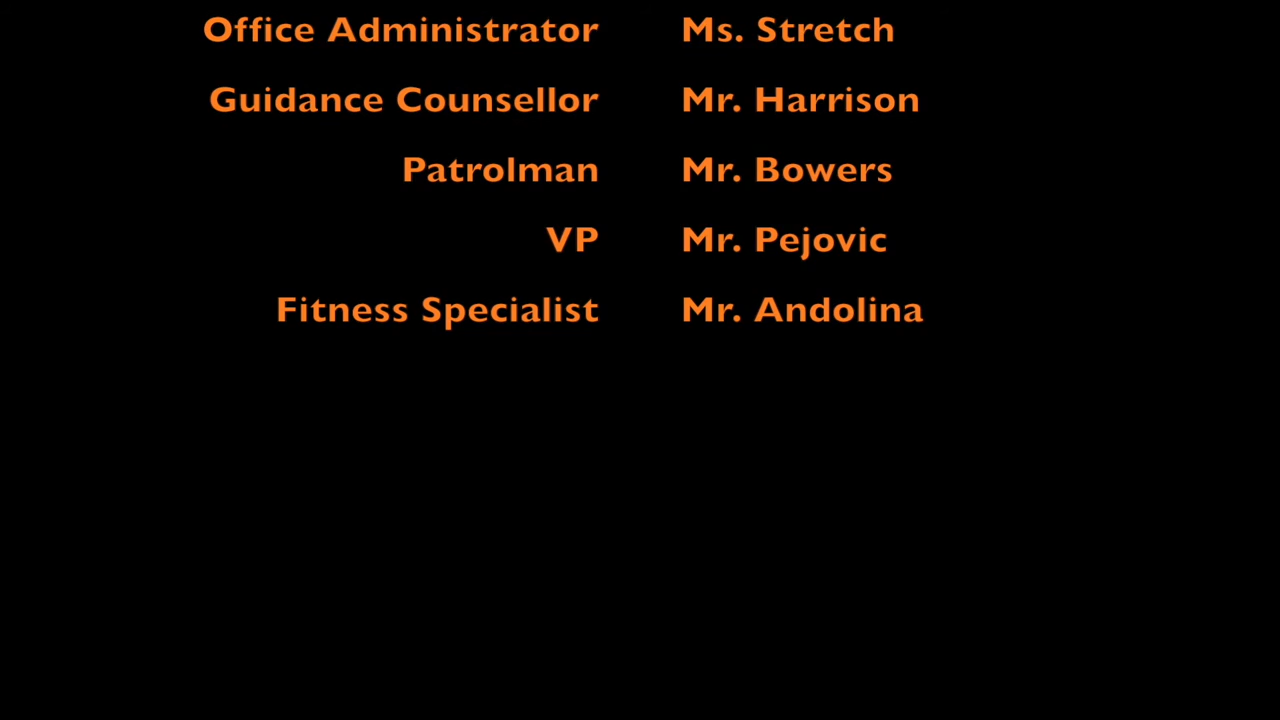 Office Administrator Ms. Stretch
Guidance Counsellor Mr. Harrison
Patrolman Mr. Bowers
VP Mr. Pejovic
Fitness Specialist Mr. Andolina